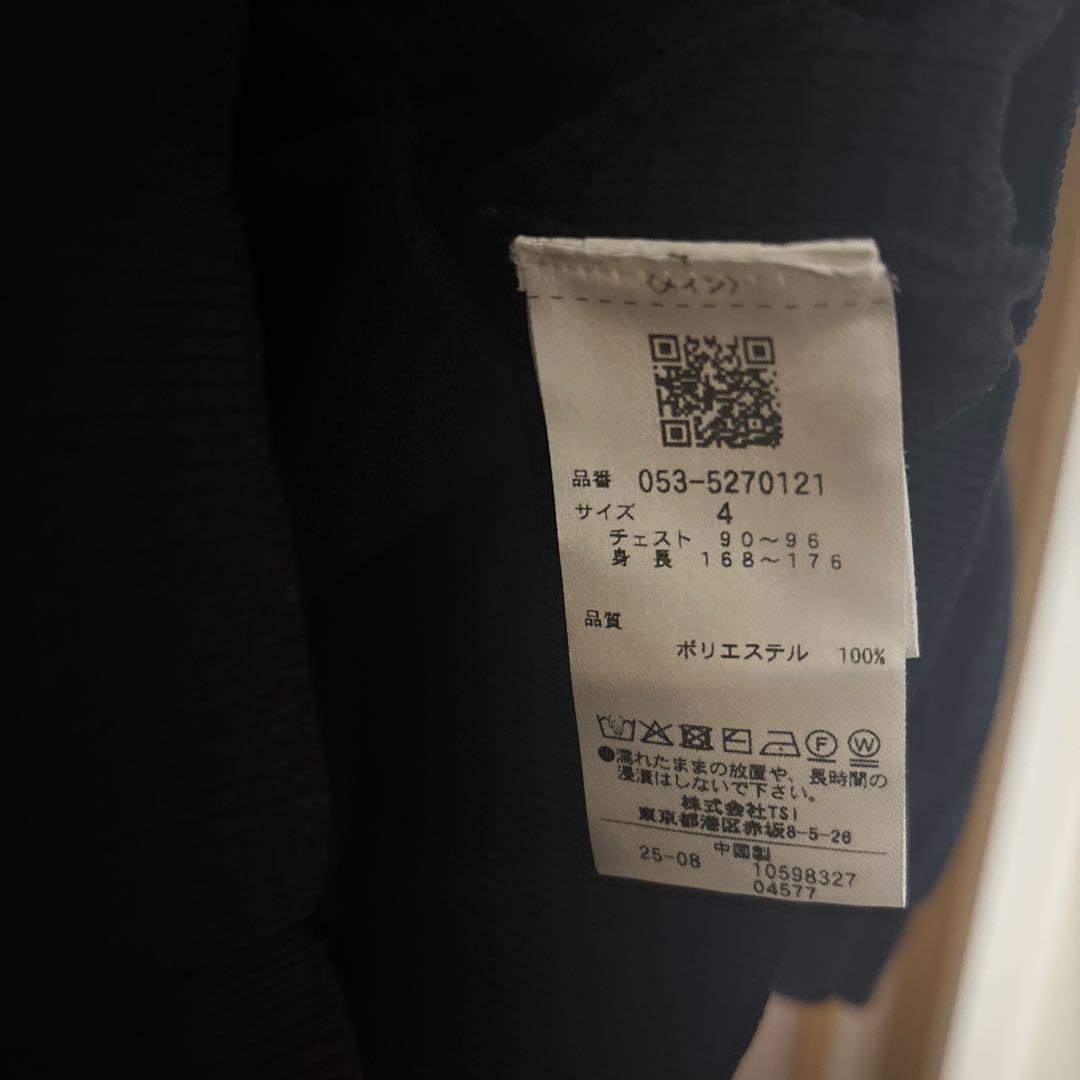 〈メイン〉
品番 053-5270121
サイズ 4
チェスト 90〜96
身長 168〜176
品質
ポリエステル 100%
F W
●濡れたままの放置や、長時間の
浸漬はしないで下さい。
株式会社TSI
東京都港区赤坂8-5-26
中国製
25-08 10598327
04577